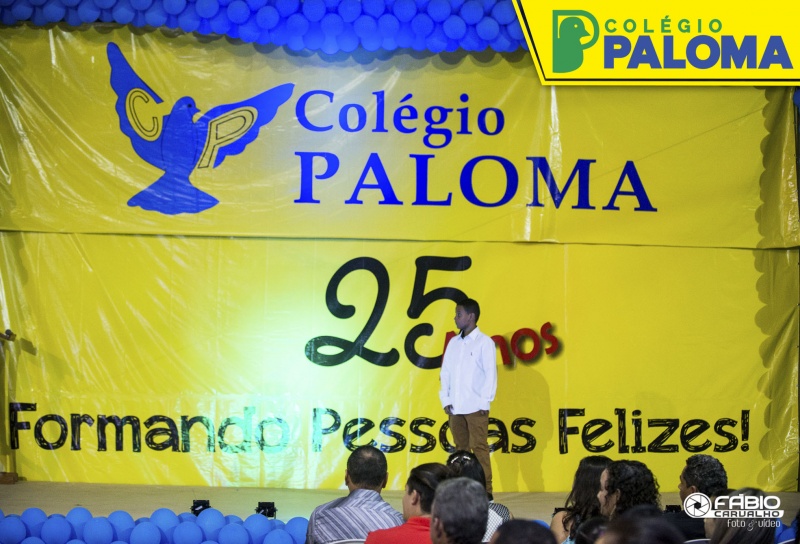 COLÉGIO
PALOMA
CP
Colégio
PALOMA
25 anos
Formando Pessoas Felizes!
FÁBIO
CARVALHO
FOTO & VÍDEO